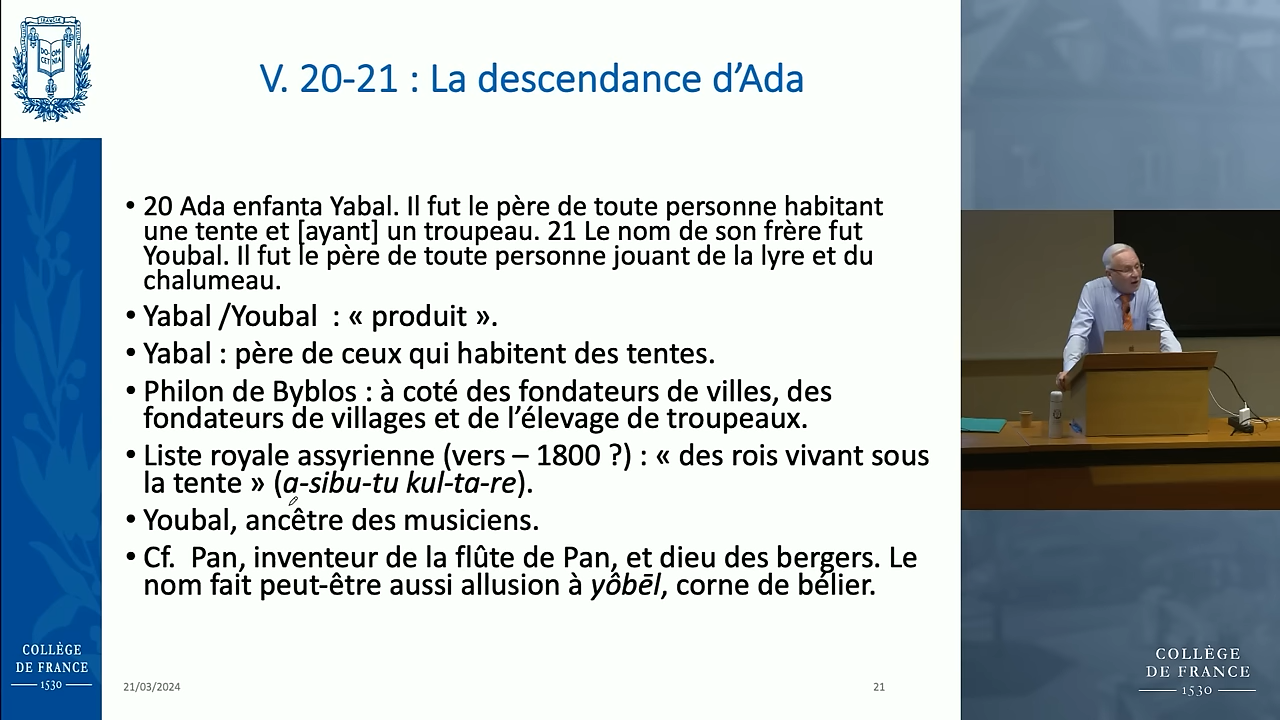 V. 20-21 : La descendance d’Ada
• 20 Ada enfanta Yabal. Il fut le père de toute personne habitant
une tente et [ayant] un troupeau. 21 Le nom de son frère fut
Youbal. Il fut le père de toute personne jouant de la lyre et du
chalumeau.
• Yabal /Youbal : « produit ».
• Yabal : père de ceux qui habitent des tentes.
• Philon de Byblos : à coté des fondateurs de villes, des
fondateurs de villages et de l’élevage de troupeaux.
• Liste royale assyrienne (vers – 1800 ?) : « des rois vivant sous
la tente » (a-sibu-tu kul-ta-re).
• Youbal, ancêtre des musiciens.
• Cf. Pan, inventeur de la flûte de Pan, et dieu des bergers. Le
nom fait peut-être aussi allusion à yôbēl, corne de bélier.
COLLÈGE
DE FRANCE
1530
21/03/2024
21
COLLÈGE
DE FRANCE
1530